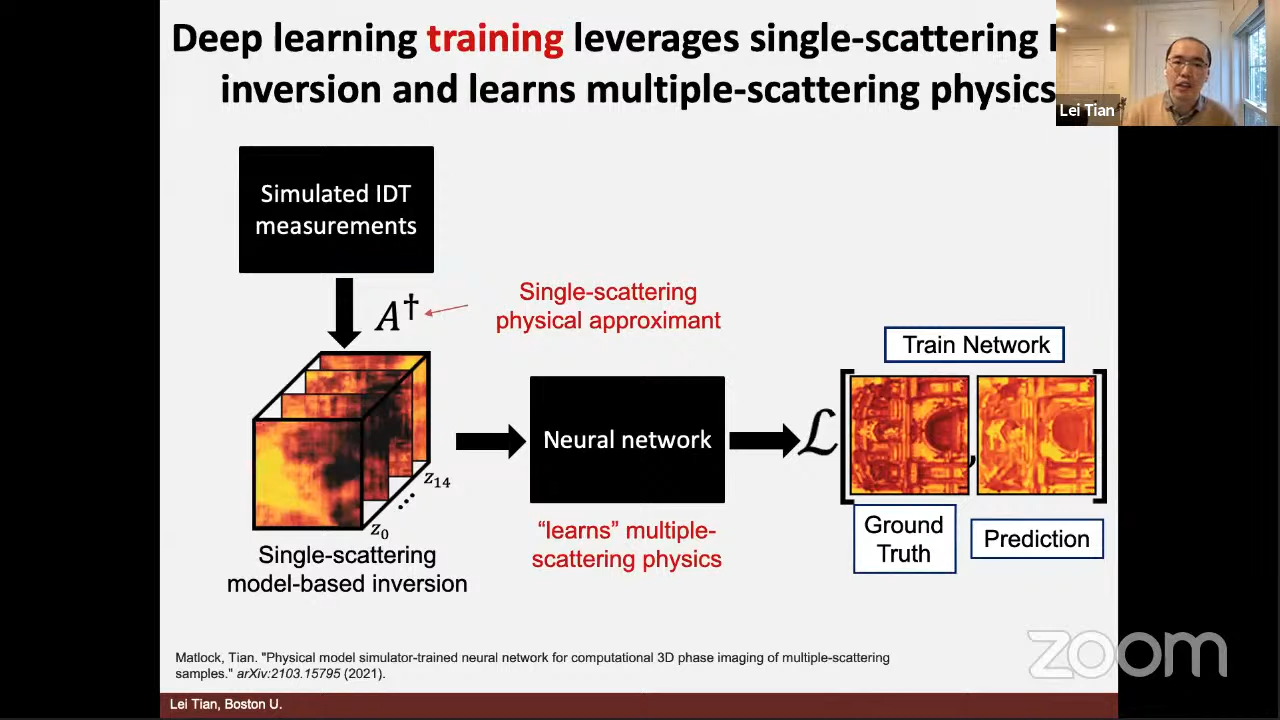 Deep learning training leverages single-scattering
inversion and learns multiple-scattering physics
Lei Tian
Simulated IDT
measurements
A†
Single-scattering
physical approximant
Train Network
Neural network
ℒ
[ , ]
z14
...
z0
"learns" multiple-
scattering physics
Ground
Truth
Prediction
Single-scattering
model-based inversion
Matlock, Tian. "Physical model simulator-trained neural network for computational 3D phase imaging of multiple-scattering
samples." arXiv:2103.15795 (2021).
zoom
Lei Tian, Boston U.